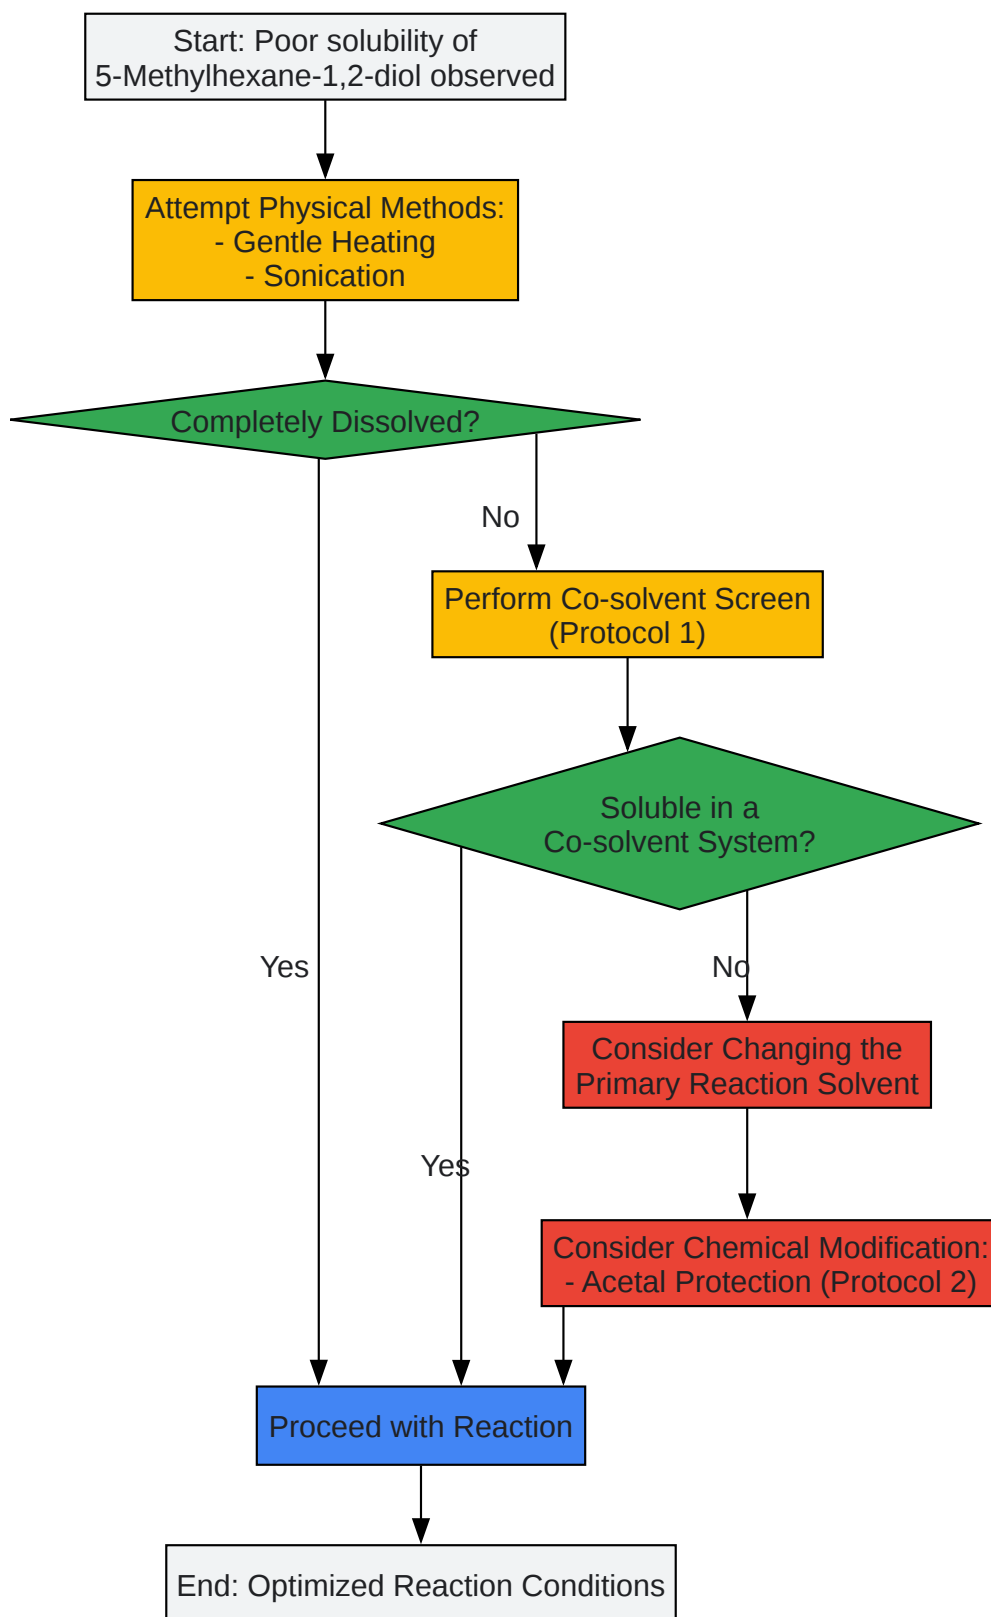 Start: Poor solubility of
5-Methylhexane-1,2-diol observed
Attempt Physical Methods:
- Gentle Heating
- Sonication
Completely Dissolved?
No
Perform Co-solvent Screen
(Protocol 1)
Soluble in a
Co-solvent System?
Yes
No
Consider Changing the
Primary Reaction Solvent
Yes
Consider Chemical Modification:
- Acetal Protection (Protocol 2)
Proceed with Reaction
End: Optimized Reaction Conditions